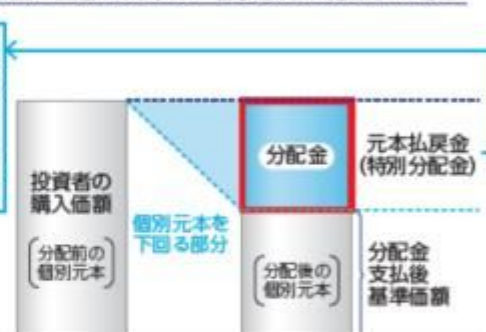 投資者の
購入価額
(分配前の
個別元本)
個別元本を
下回る部分
分配金
(分配後の
個別元本)
元本払戻金
(特別分配金)
分配金
支払後
基準価額